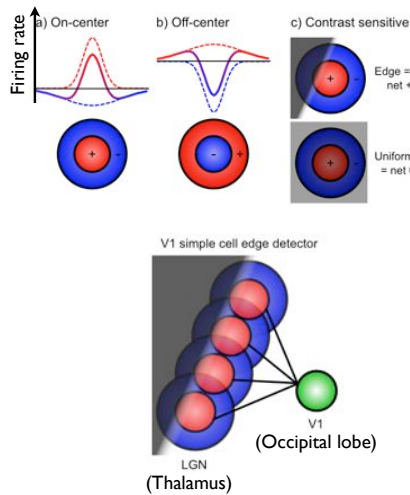 Firing rate
a) On-center
b) Off-center
c) Contrast sensitive
+
-
-
+
+
-
Edge =
net +
+
-
Uniform
= net
V1 simple cell edge detector
V1
(Occipital lobe)
LGN
(Thalamus)